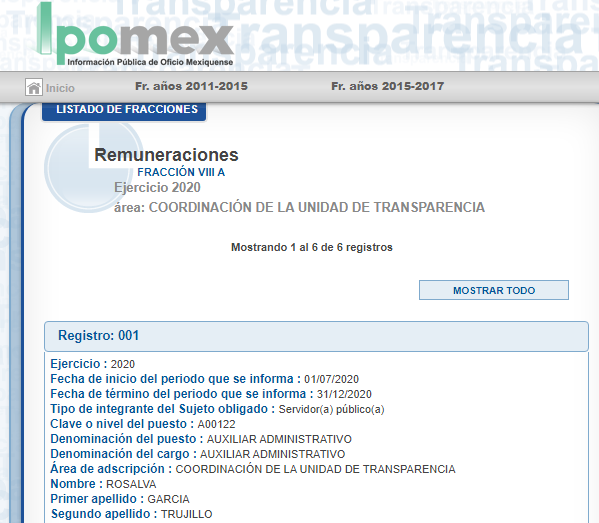 Ipomex
Información Pública de Oficio Mexiquense
Inicio
Fr. años 2011-2015
Fr. años 2015-2017
LISTADO DE FRACCIONES
Remuneraciones
FRACCIÓN VIII A
Ejercicio 2020
área: COORDINACIÓN DE LA UNIDAD DE TRANSPARENCIA
Mostrando 1 al 6 de 6 registros
MOSTRAR TODO
Registro: 001
Ejercicio : 2020
Fecha de inicio del periodo que se informa : 01/07/2020
Fecha de término del periodo que se informa : 31/12/2020
Tipo de integrante del Sujeto obligado : Servidor(a) público(a)
Clave o nivel del puesto : A00122
Denominación del puesto : AUXILIAR ADMINISTRATIVO
Denominación del cargo : AUXILIAR ADMINISTRATIVO
Área de adscripción : COORDINACIÓN DE LA UNIDAD DE TRANSPARENCIA
Nombre : ROSALVA
Primer apellido : GARCIA
Segundo apellido : TRUJILLO